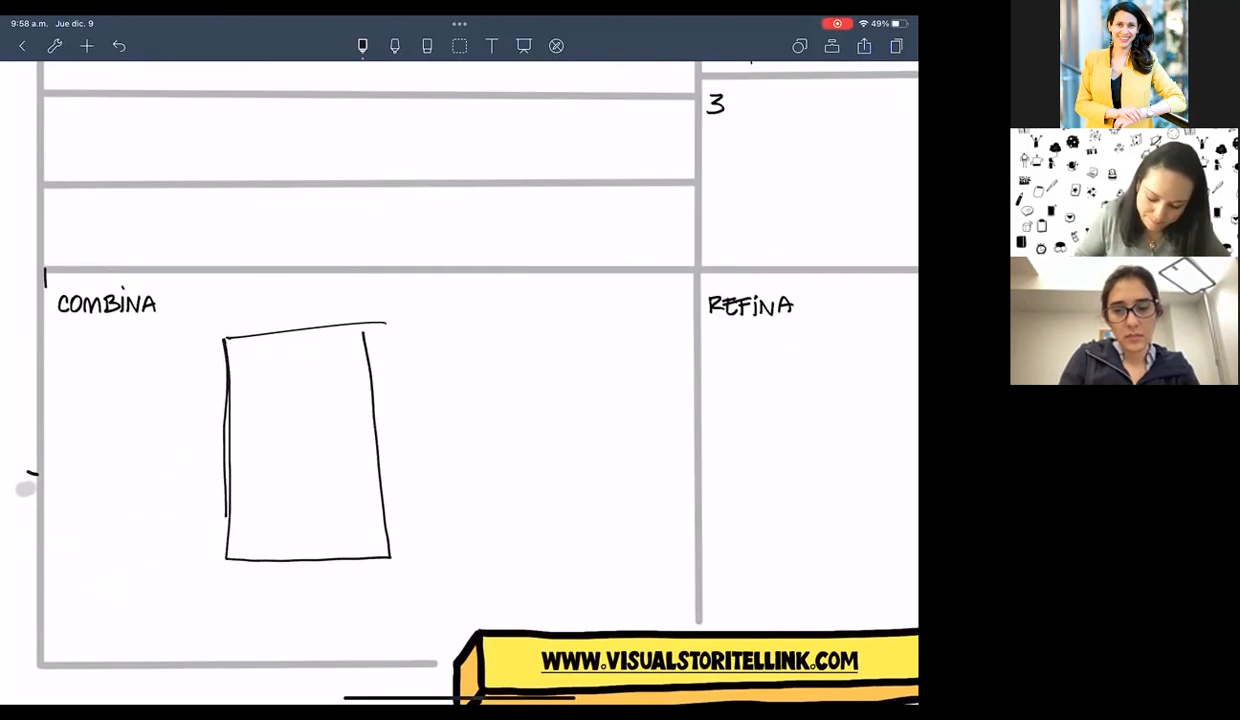 9:58 a.m. Jue dic. 9
49%
T
3
COMBINA
REFINA
WWW.VISUALSTORITELLINK.COM